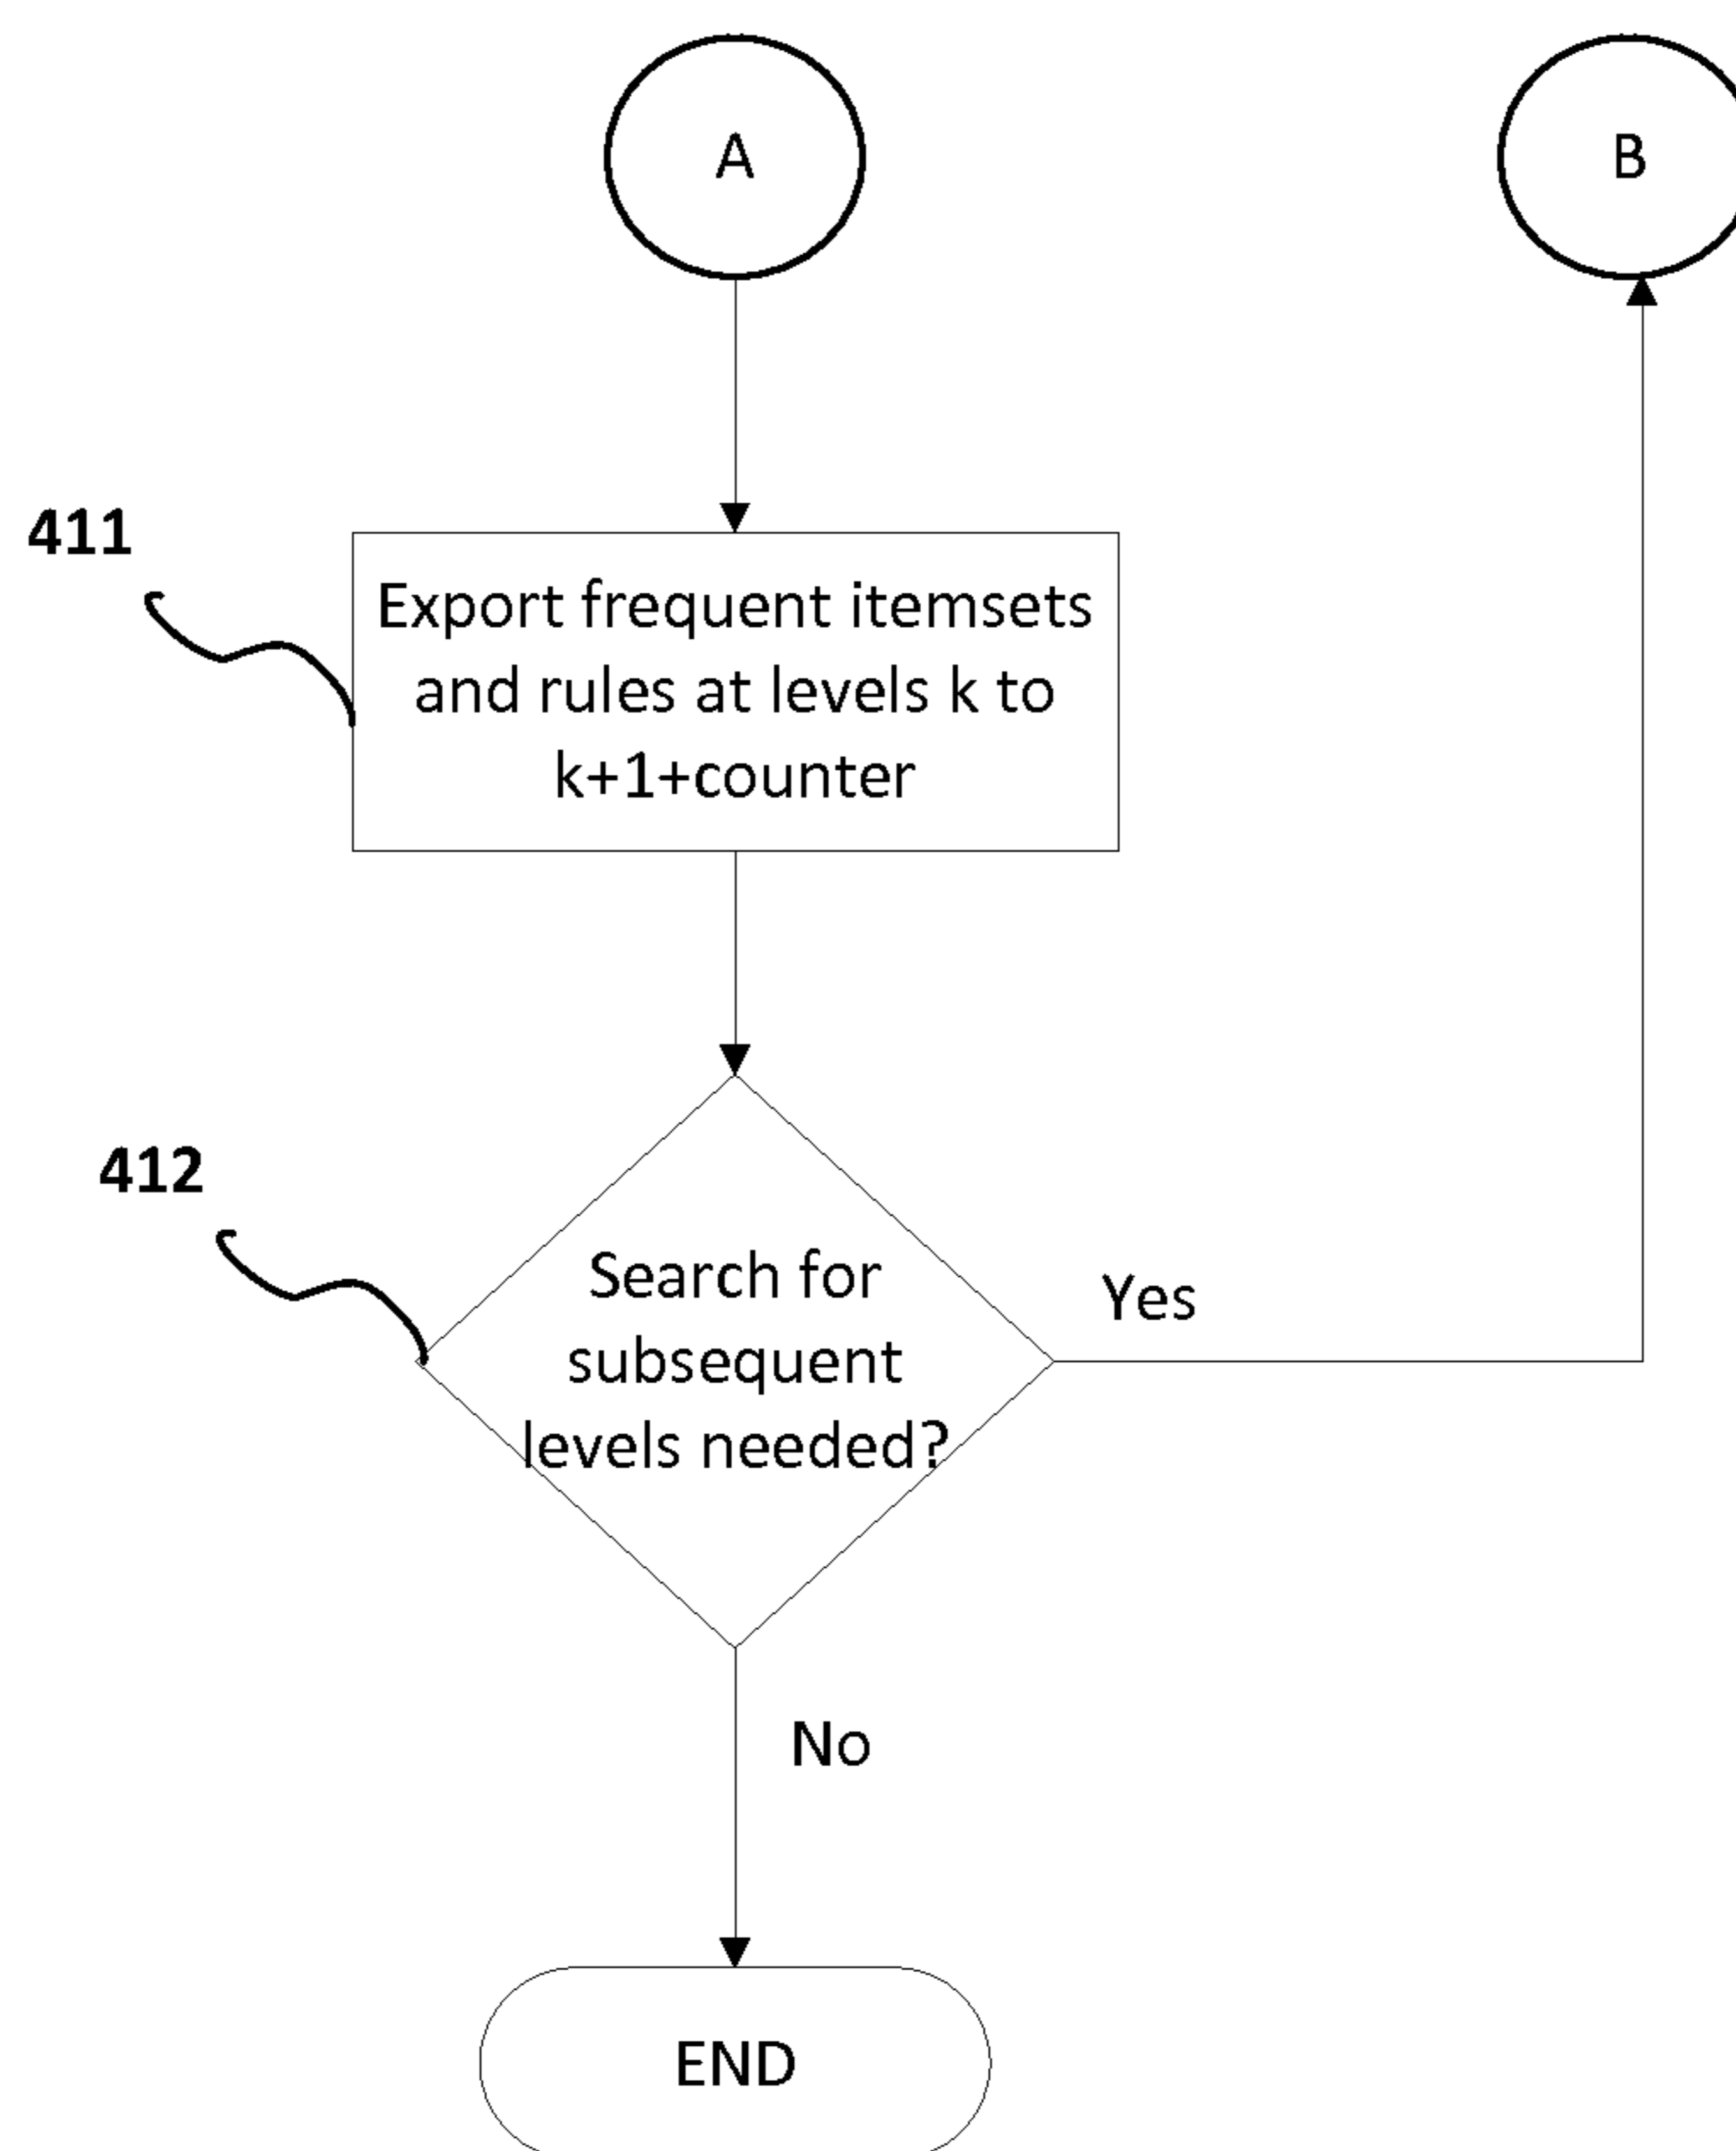 A
B
411
Export frequent itemsets
and rules at levels k to
k+1+counter
412
Search for
subsequent
levels needed?
Yes
No
END